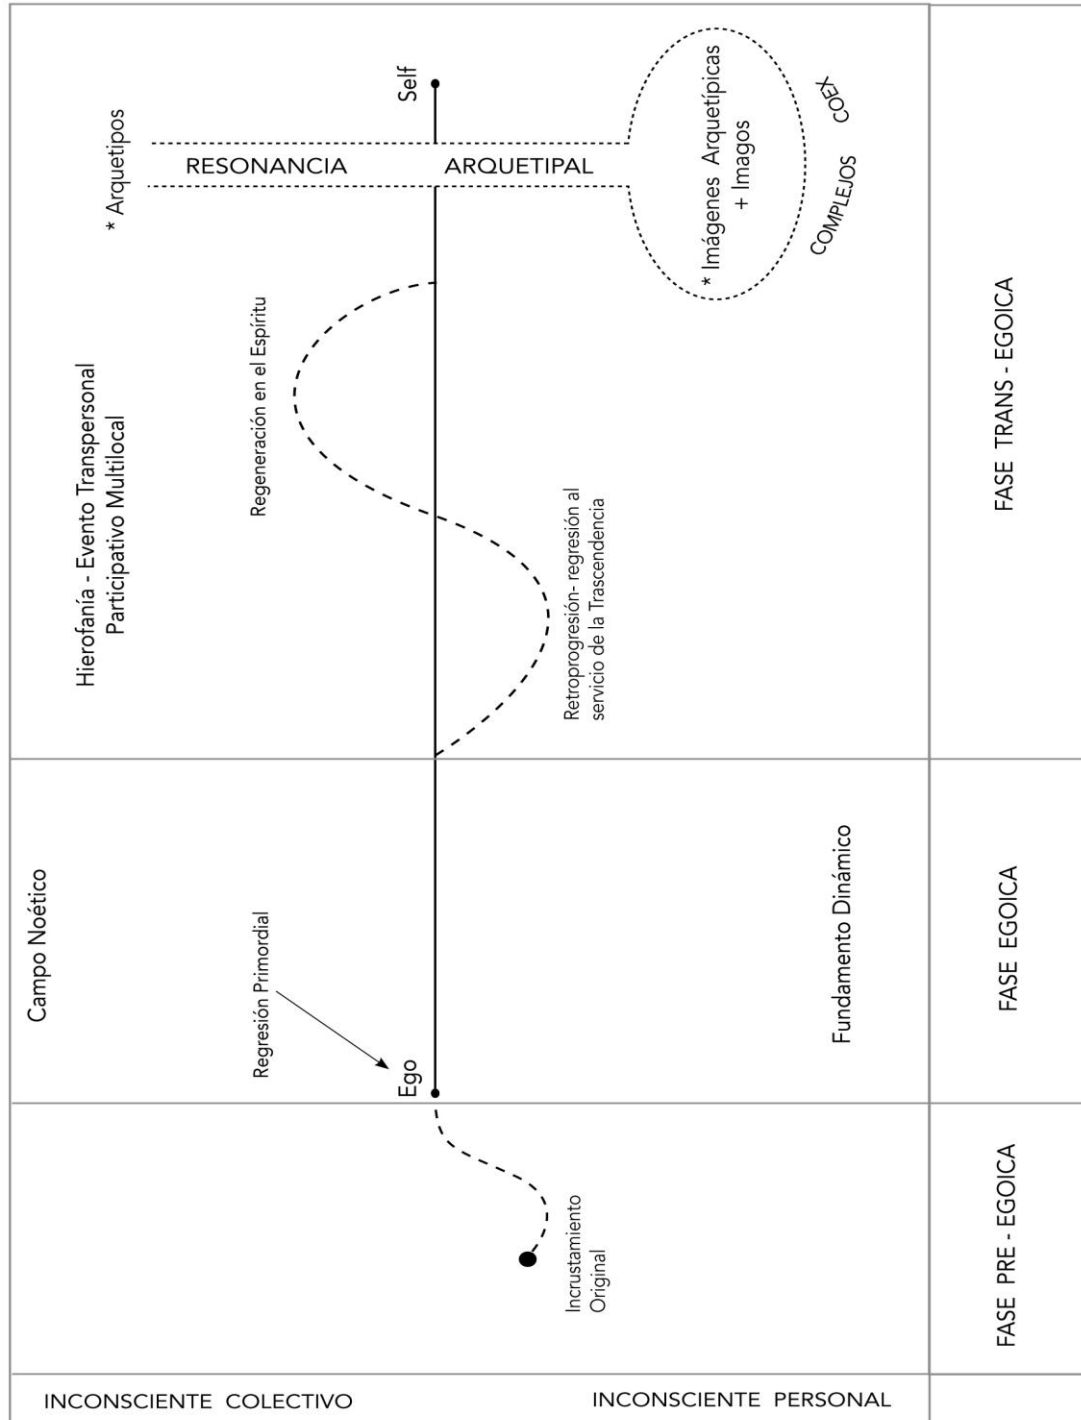 * Arquetipos
RESONANCIA
Self
ARQUETIPAL
* Imágenes Arquetípicas
+ Imagos
COMPLEJOS COEX
Hierofanía - Evento Transpersonal
Participativo Multilocal
Regeneración en el Espíritu
Retroprogresión- regresión al
servicio de la Trascendencia
FASE TRANS - EGOICA
Campo Noético
Regresión Primordial
Ego
Fundamento Dinámico
FASE EGOICA
Incrustamiento
Original
FASE PRE - EGOICA
INCONSCIENTE COLECTIVO
INCONSCIENTE PERSONAL